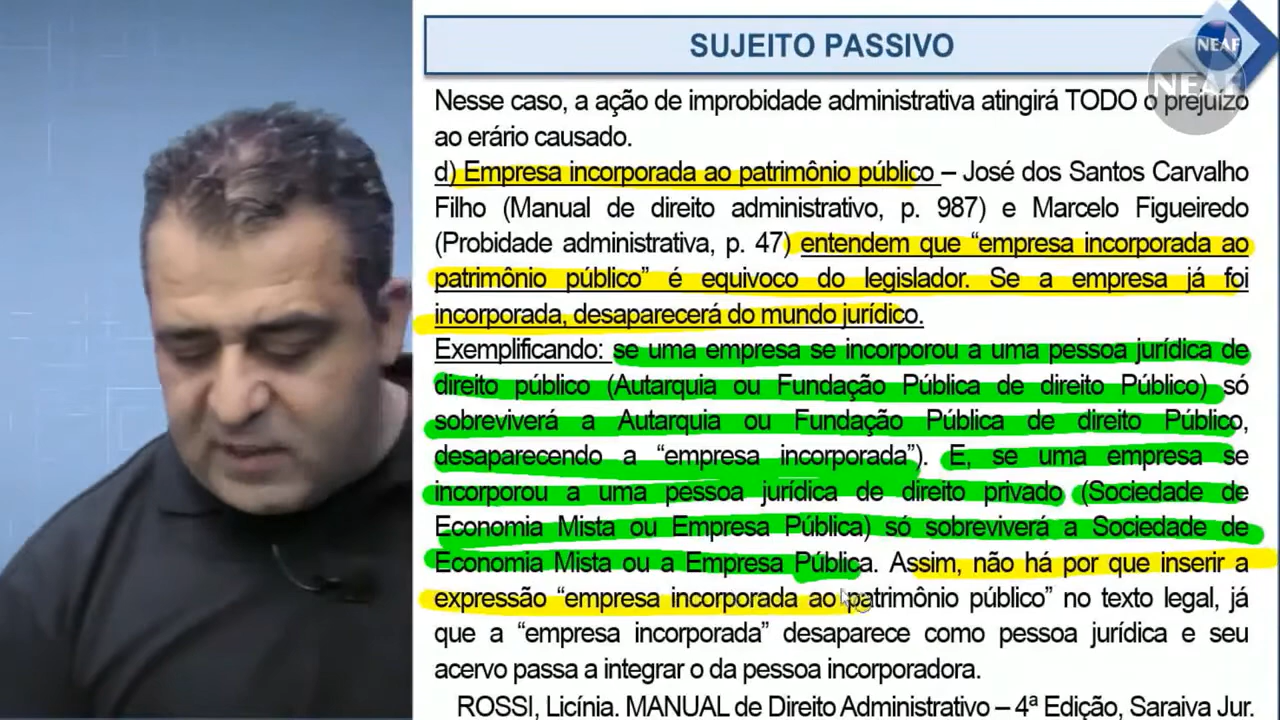 SUJEITO PASSIVO
NEAF
NEAF
Nesse caso, a ação de improbidade administrativa atingirá TODO o prejuízo
ao erário causado.
d) Empresa incorporada ao patrimônio público – José dos Santos Carvalho
Filho (Manual de direito administrativo, p. 987) e Marcelo Figueiredo
(Probidade administrativa, p. 47) entendem que “empresa incorporada ao
patrimônio público” é equivoco do legislador. Se a empresa já foi
incorporada, desaparecerá do mundo jurídico.
Exemplificando: se uma empresa se incorporou a uma pessoa jurídica de
direito público (Autarquia ou Fundação Pública de direito Público) só
sobreviverá a Autarquia ou Fundação Pública de direito Público,
desaparecendo a “empresa incorporada”). E, se uma empresa se
incorporou a uma pessoa jurídica de direito privado (Sociedade de
Economia Mista ou Empresa Pública) só sobreviverá a Sociedade de
Economia Mista ou a Empresa Pública. Assim, não há por que inserir a
expressão “empresa incorporada ao patrimônio público” no texto legal, já
que a “empresa incorporada” desaparece como pessoa jurídica e seu
acervo passa a integrar o da pessoa incorporadora.
ROSSI, Licínia. MANUAL de Direito Administrativo – 4ª Edição, Saraiva Jur.